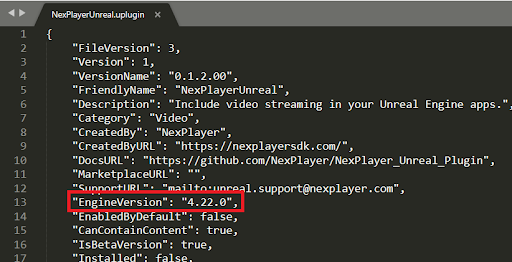 NexPlayerUnreal.uplugin ×
1 {
2 "FileVersion": 3,
3 "Version": 1,
4 "VersionName": "0.1.2.00",
5 "FriendlyName": "NexPlayerUnreal",
6 "Description": "Include video streaming in your Unreal Engine apps.",
7 "Category": "Video",
8 "CreatedBy": "NexPlayer",
9 "CreatedByURL": "https://nexplayersdk.com/",
10 "DocsURL": "https://github.com/NexPlayer/NexPlayer_Unreal_Plugin",
11 "MarketplaceURL": "",
12 "SupportURL": "mailto:unreal.support@nexplayer.com",
13 "EngineVersion": "4.22.0",
14 "EnabledByDefault": false,
15 "CanContainContent": true,
16 "IsBetaVersion": true,
17 "Installed": false,